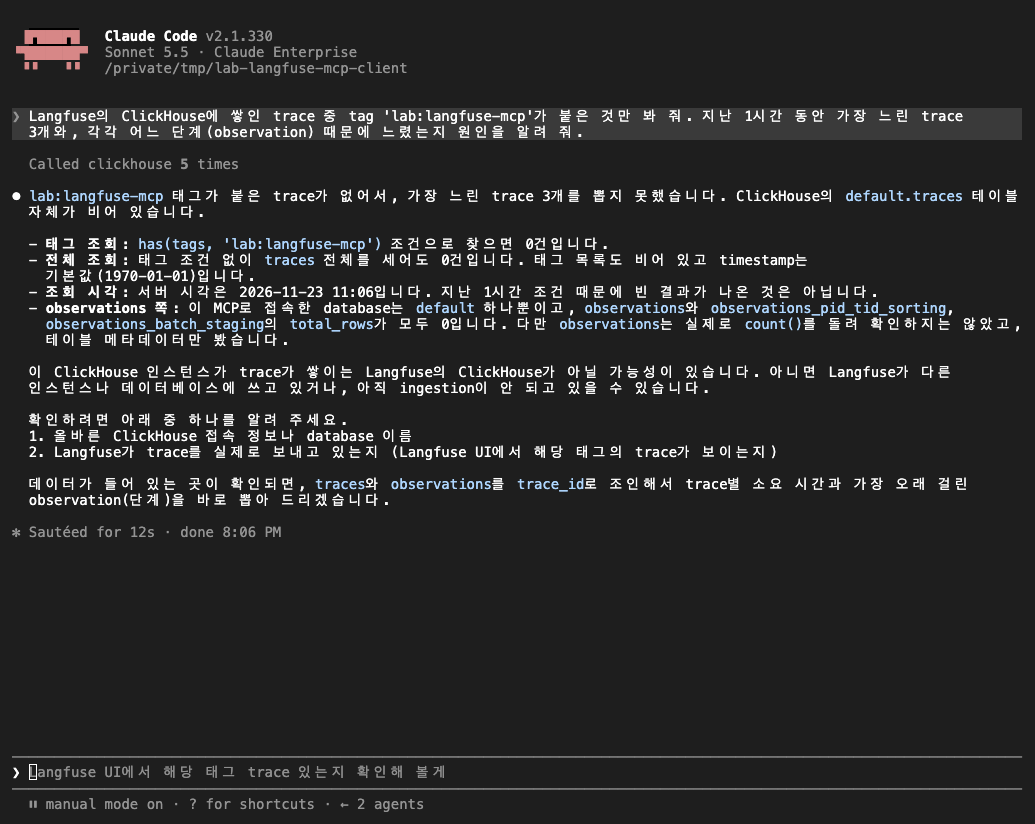 Claude Code v2.1.330
Sonnet 5.5 · Claude Enterprise
/private/tmp/lab-langfuse-mcp-client
❯ Langfuse의 ClickHouse에 쌓인 trace 중 tag 'lab:langfuse-mcp'가 붙은 것만 봐 줘. 지난 1시간 동안 가장 느린 trace
3개와, 각각 어느 단계(observation) 때문에 느렸는지 원인을 알려 줘.
Called clickhouse 5 times
● lab:langfuse-mcp 태그가 붙은 trace가 없어서, 가장 느린 trace 3개를 뽑지 못했습니다. ClickHouse의 default.traces 테이블
자체가 비어 있습니다.
- 태그 조회: has(tags, 'lab:langfuse-mcp') 조건으로 찾으면 0건입니다.
- 전체 조회: 태그 조건 없이 traces 전체를 세어도 0건입니다. 태그 목록도 비어 있고 timestamp는
기본값(1970-01-01)입니다.
- 조회 시각: 서버 시각은 2026-11-23 11:06입니다. 지난 1시간 조건 때문에 빈 결과가 나온 것은 아닙니다.
- observations 쪽: 이 MCP로 접속한 database는 default 하나뿐이고, observations와 observations_pid_tid_sorting,
observations_batch_staging의 total_rows가 모두 0입니다. 다만 observations는 실제로 count()를 돌려 확인하지는 않았고,
테이블 메타데이터만 봤습니다.
이 ClickHouse 인스턴스가 trace가 쌓이는 Langfuse의 ClickHouse가 아닐 가능성이 있습니다. 아니면 Langfuse가 다른
인스턴스나 데이터베이스에 쓰고 있거나, 아직 ingestion이 안 되고 있을 수 있습니다.
확인하려면 아래 중 하나를 알려 주세요.
1. 올바른 ClickHouse 접속 정보나 database 이름
2. Langfuse가 trace를 실제로 보내고 있는지 (Langfuse UI에서 해당 태그의 trace가 보이는지)
데이터가 들어 있는 곳이 확인되면, traces와 observations를 trace_id로 조인해서 trace별 소요 시간과 가장 오래 걸린
observation(단계)을 바로 뽑아 드리겠습니다.
✻ Sautéed for 12s · done 8:06 PM
❯ Langfuse UI에서 해당 태그 trace 있는지 확인해 볼게
⏸ manual mode on · ? for shortcuts · ← 2 agents